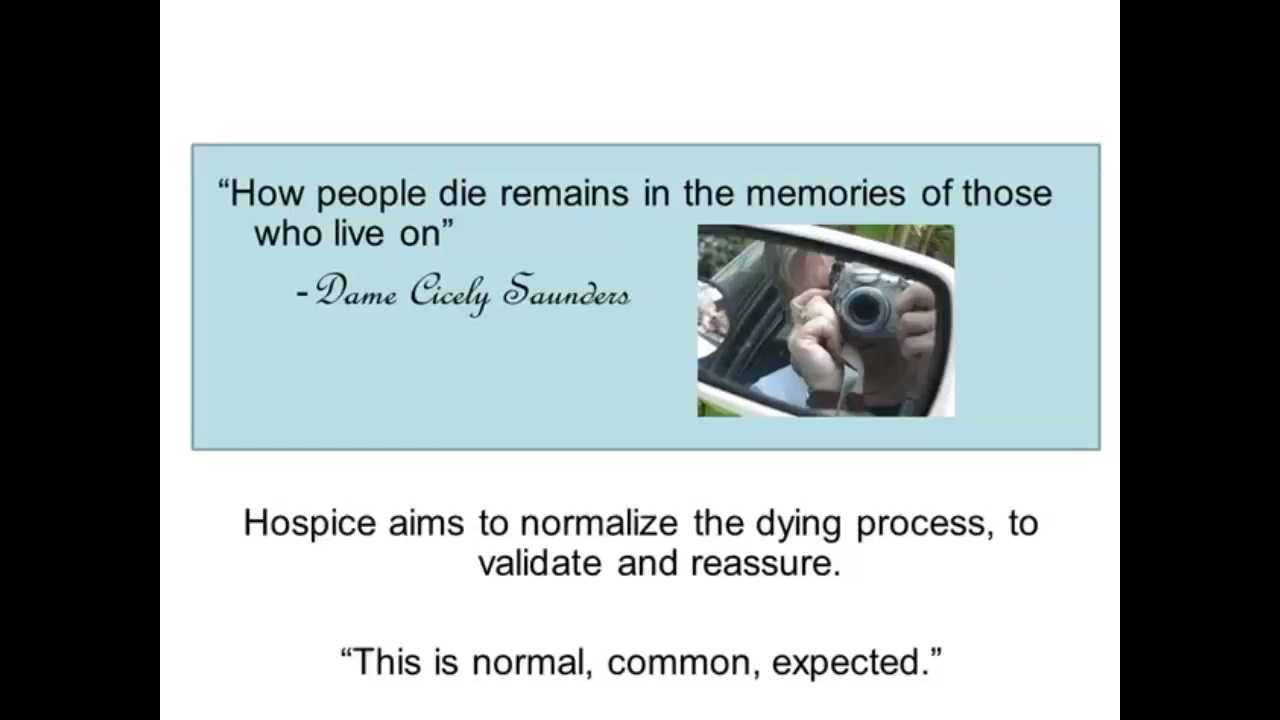 “How people die remains in the memories of those
who live on”
- Dame Cicely Saunders
Hospice aims to normalize the dying process, to
validate and reassure.
“This is normal, common, expected.”